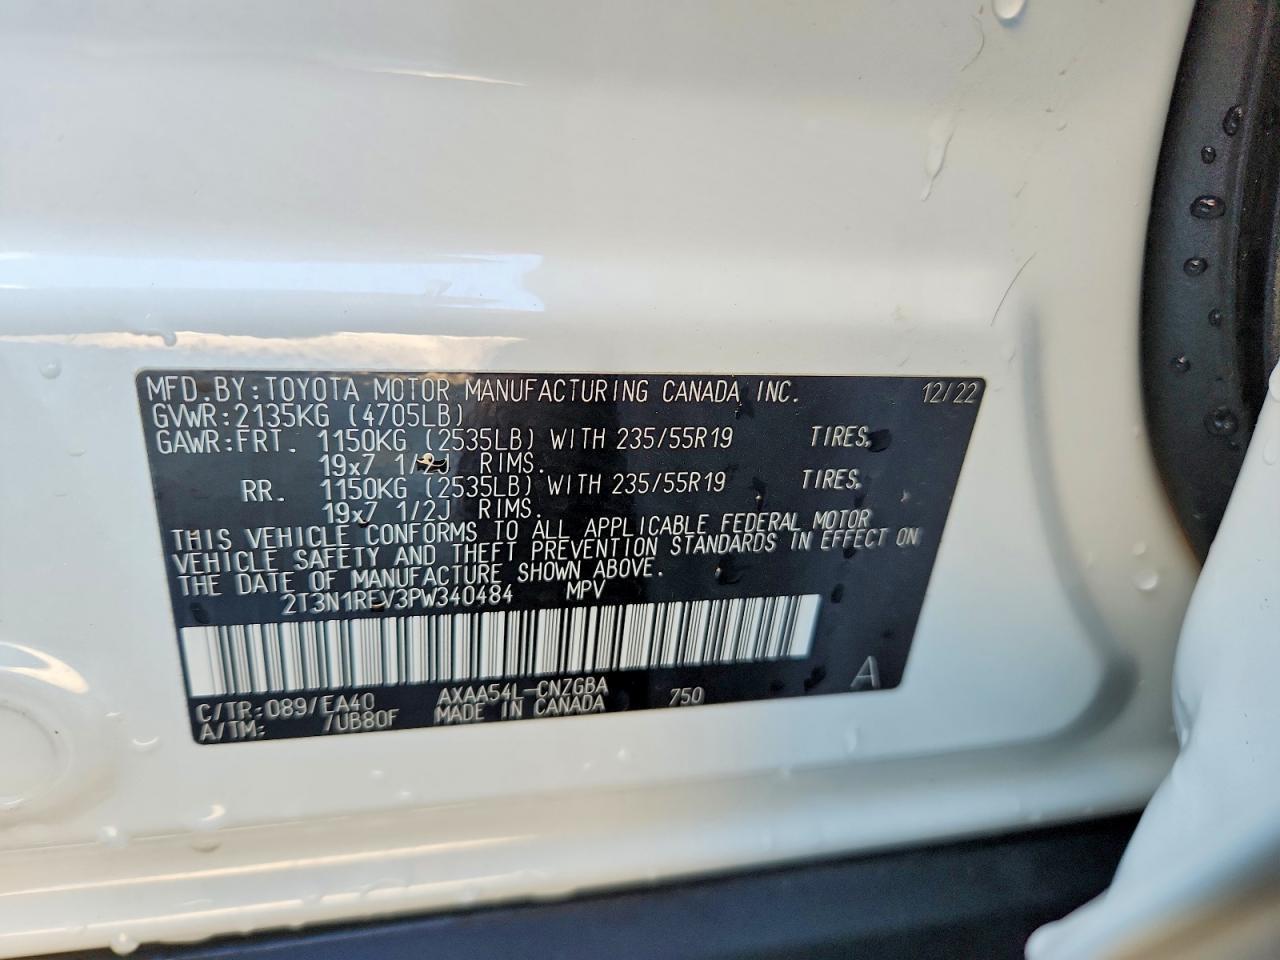 MFD.BY:TOYOTA MOTOR MANUFACTURING CANADA INC. 12/22
GVWR:2135KG (4705LB)
GAWR:FRT. 1150KG (2535LB) WITH 235/55R19 TIRES,
19x7 1/2J RIMS.
RR. 1150KG (2535LB) WITH 235/55R19 TIRES,
19x7 1/2J RIMS.
THIS VEHICLE CONFORMS TO ALL APPLICABLE FEDERAL MOTOR
VEHICLE SAFETY AND THEFT PREVENTION STANDARDS IN EFFECT ON
THE DATE OF MANUFACTURE SHOWN ABOVE.
2T3N1REV3PW340484 MPV
C/TR:089/EA40 AXAA54L-CNZGBA 750 A
A/TM: /UB80F MADE IN CANADA